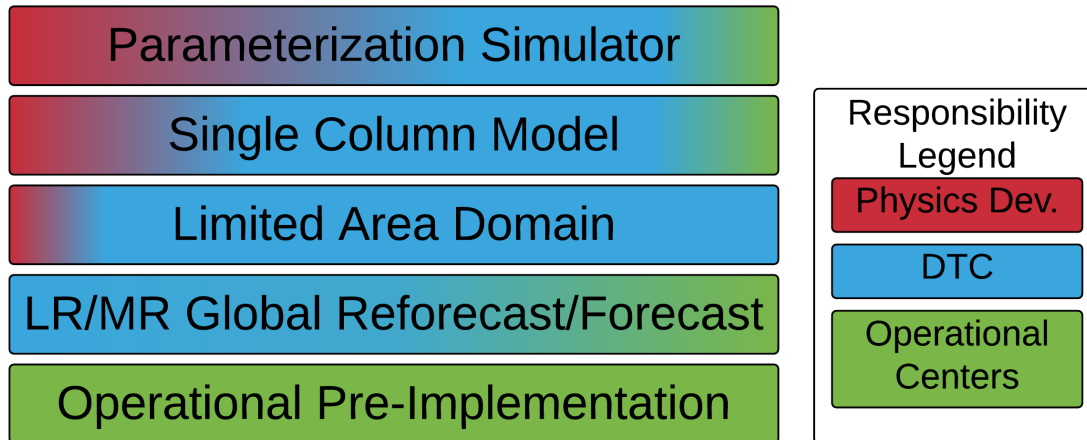 Parameterization Simulator
Single Column Model
Limited Area Domain
LR/MR Global Reforecast/Forecast
Operational Pre-Implementation
Responsibility
Legend
Physics Dev.
DTC
Operational
Centers